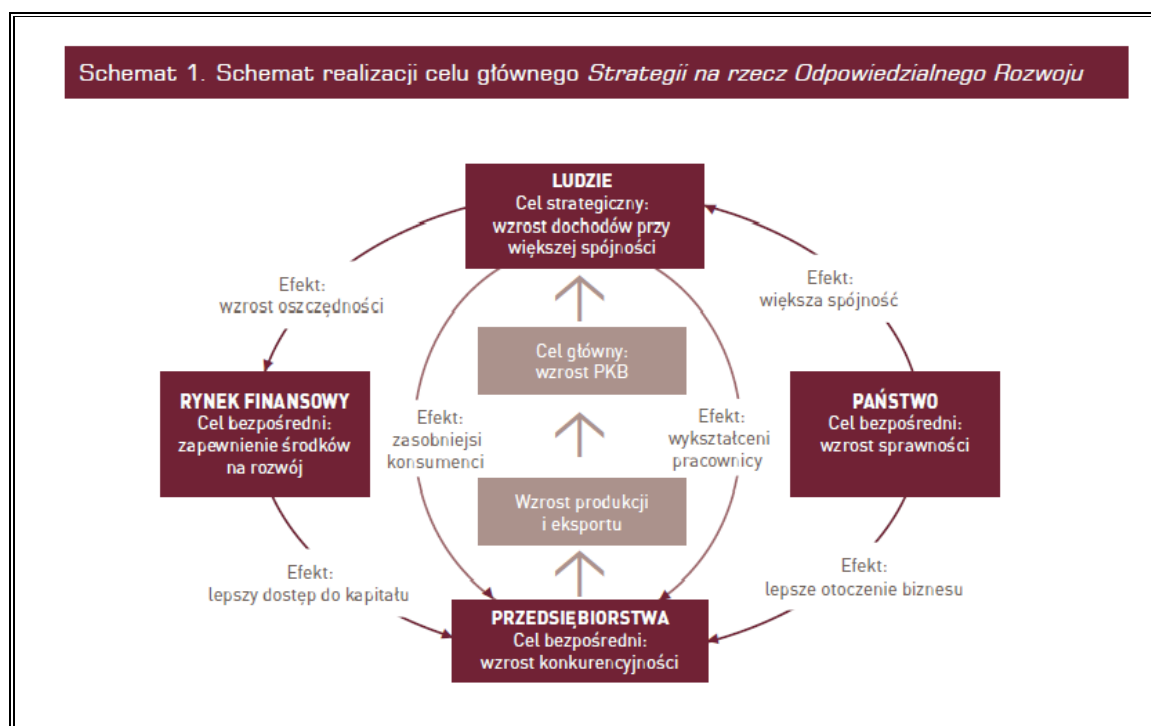 Schemat 1. Schemat realizacji celu głównego Strategii na rzecz Odpowiedzialnego Rozwoju
LUDZIE
Cel strategiczny:
wzrost dochodów przy
większej spójności
Efekt:
wzrost oszczędności
Efekt:
większa spójność
Cel główny:
wzrost PKB
RYNEK FINANSOWY
Cel bezpośredni:
zapewnienie środków
na rozwój
Efekt:
zasobniejsi
konsumenci
Efekt:
wykształceni
pracownicy
PAŃSTWO
Cel bezpośredni:
wzrost sprawności
Wzrost produkcji
i eksportu
Efekt:
lepszy dostęp do kapitału
Efekt:
lepsze otoczenie biznesu
PRZEDSIĘBIORSTWA
Cel bezpośredni:
wzrost konkurencyjności